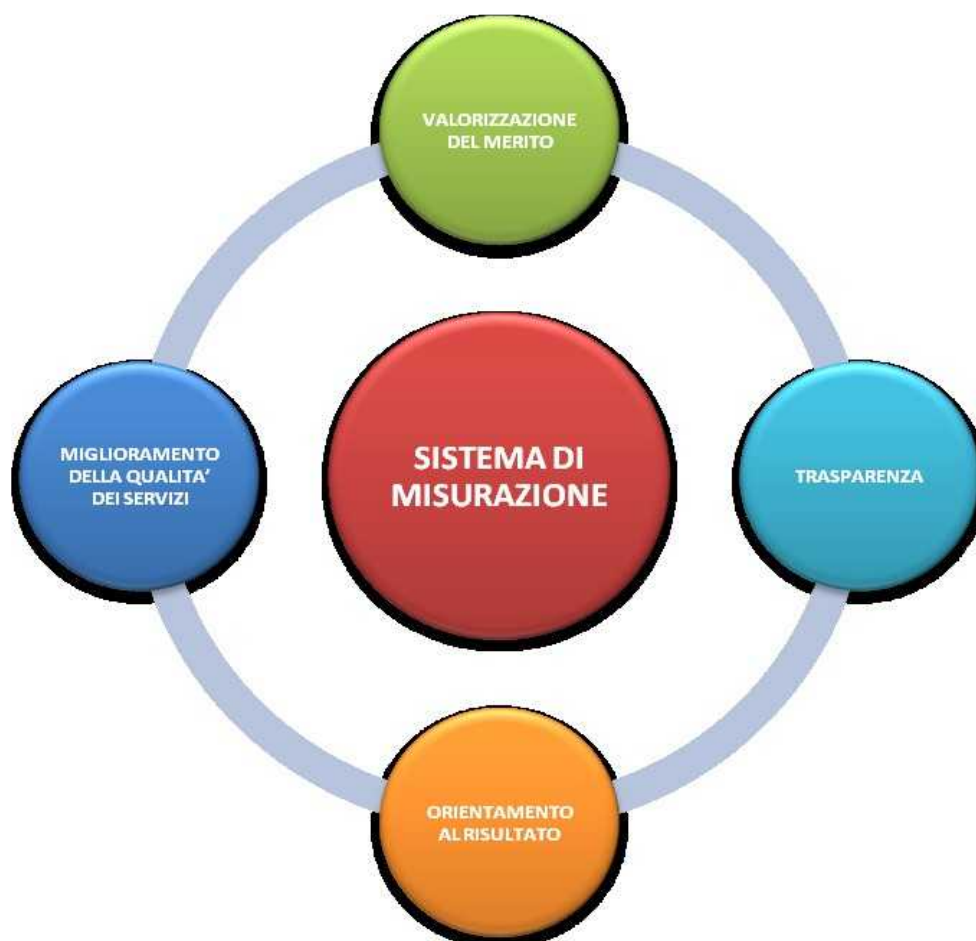 VALORIZZAZIONE
DEL MERITO
MIGLIORAMENTO
DELLA QUALITA’
DEI SERVIZI
SISTEMA DI
MISURAZIONE
TRASPARENZA
ORIENTAMENTO
AL RISULTATO